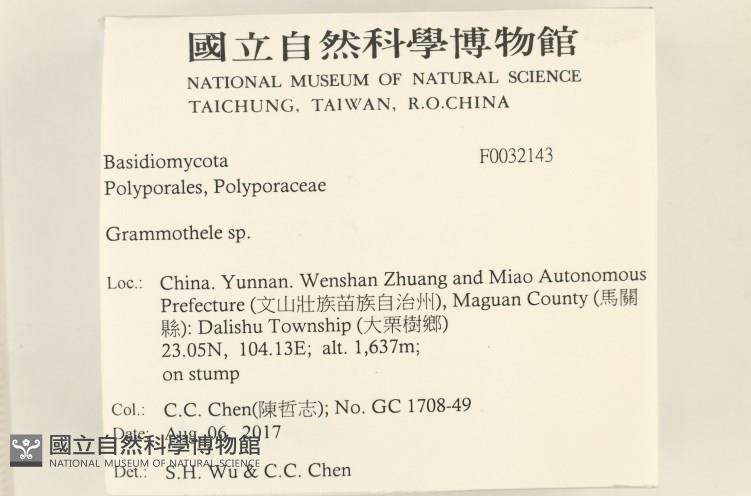 國立自然科學博物館
NATIONAL MUSEUM OF NATURAL SCIENCE
TAICHUNG, TAIWAN, R.O.CHINA
Basidiomycota F0032143
Polyporales, Polyporaceae
Grammothele sp.
Loc.: China. Yunnan. Wenshan Zhuang and Miao Autonomous
Prefecture (文山壯族苗族自治州), Maguan County (馬關
縣): Dalishu Township (大栗樹鄉)
23.05N, 104.13E; alt. 1,637m;
on stump
Col.: C.C. Chen(陳哲志); No. GC 1708-49
Date: Aug. 06, 2017
國立自然科學博物館
NATIONAL MUSEUM OF NATURAL SCIENCE
Det.: S.H. Wu & C.C. Chen